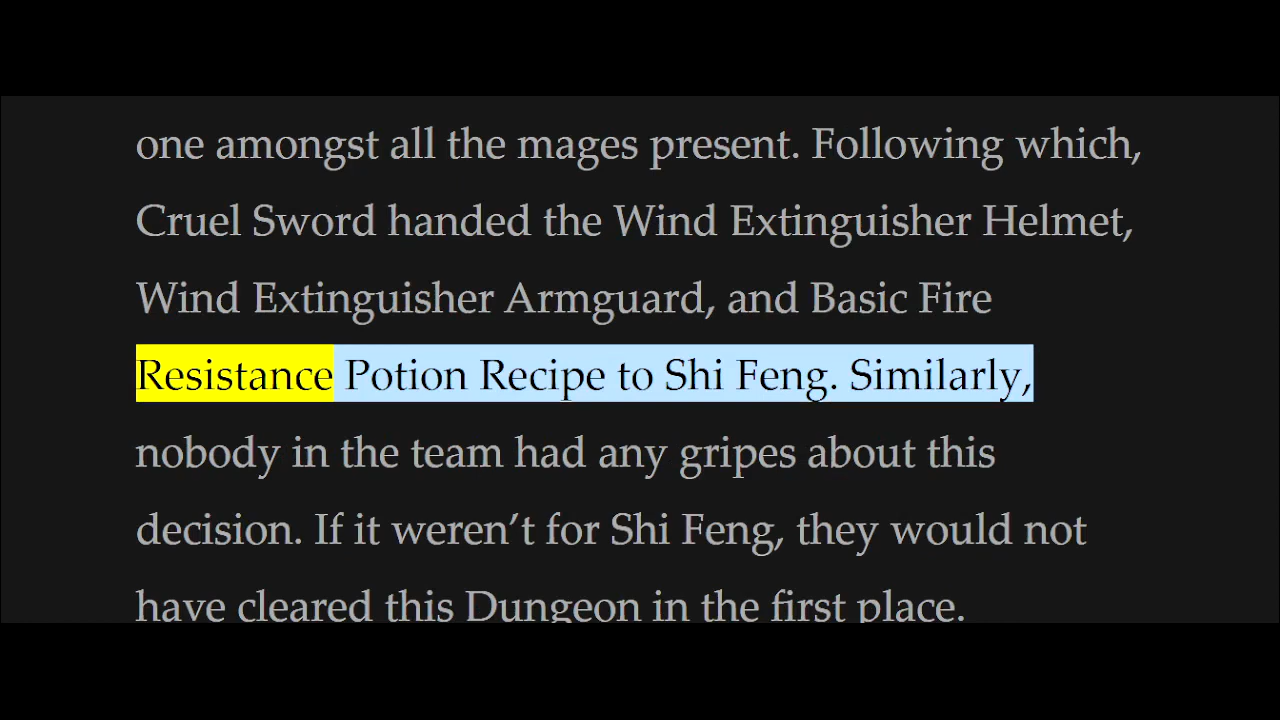 one amongst all the mages present. Following which,
Cruel Sword handed the Wind Extinguisher Helmet,
Wind Extinguisher Armguard, and Basic Fire
Resistance Potion Recipe to Shi Feng. Similarly,
nobody in the team had any gripes about this
decision. If it weren’t for Shi Feng, they would not
have cleared this Dungeon in the first place.